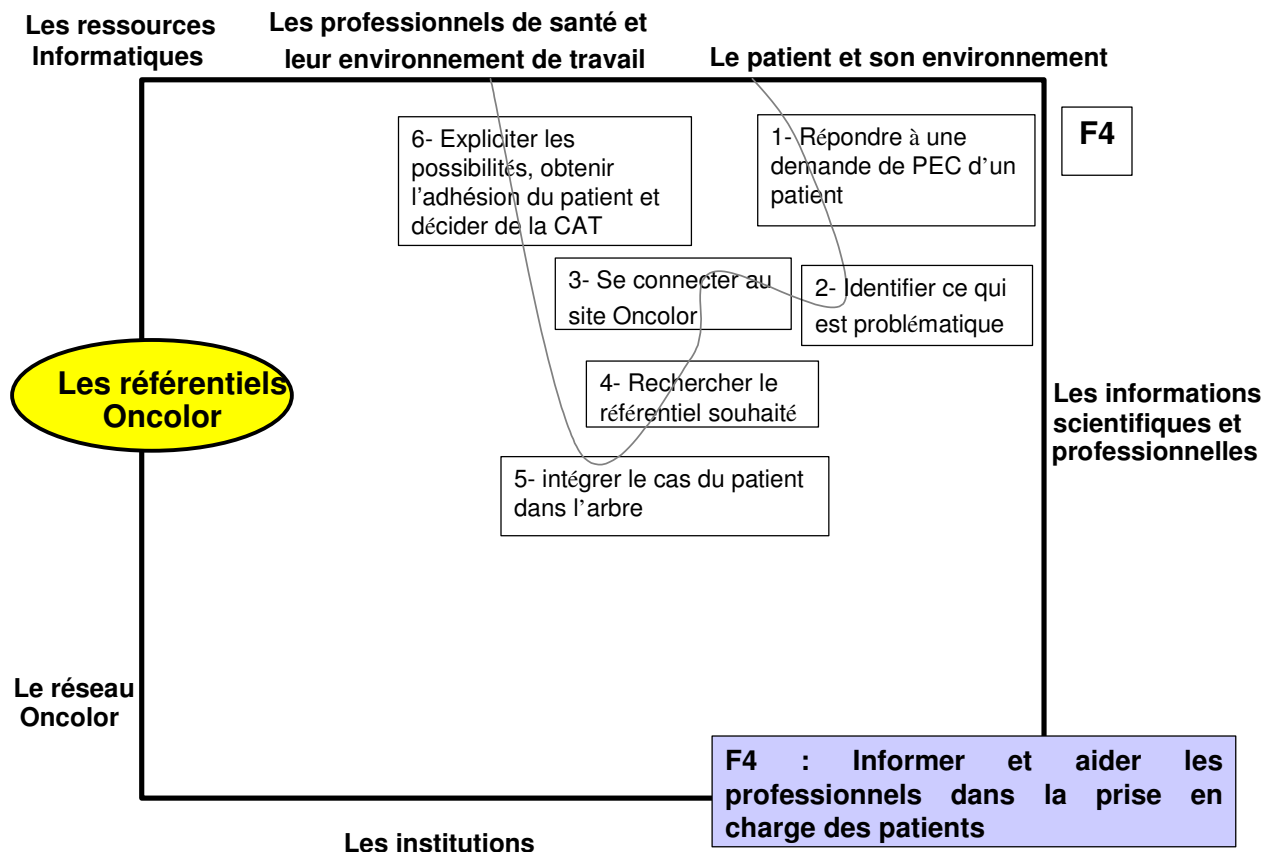 Les ressources
Informatiques
Les professionnels de santé et
leur environnement de travail
Le patient et son environnement
F4
6- Expliciter les
possibilités, obtenir
l’adhésion du patient et
décider de la CAT
1- Répondre à une
demande de PEC d’un
patient
3- Se connecter au
site Oncolor
2- Identifier ce qui
est problématique
Les référentiels
Oncolor
4- Rechercher le
référentiel souhaité
Les informations
scientifiques et
professionnelles
5- intégrer le cas du patient
dans l’arbre
Le réseau
Oncolor
F4 : Informer et aider les
professionnels dans la prise en
charge des patients
Les institutions